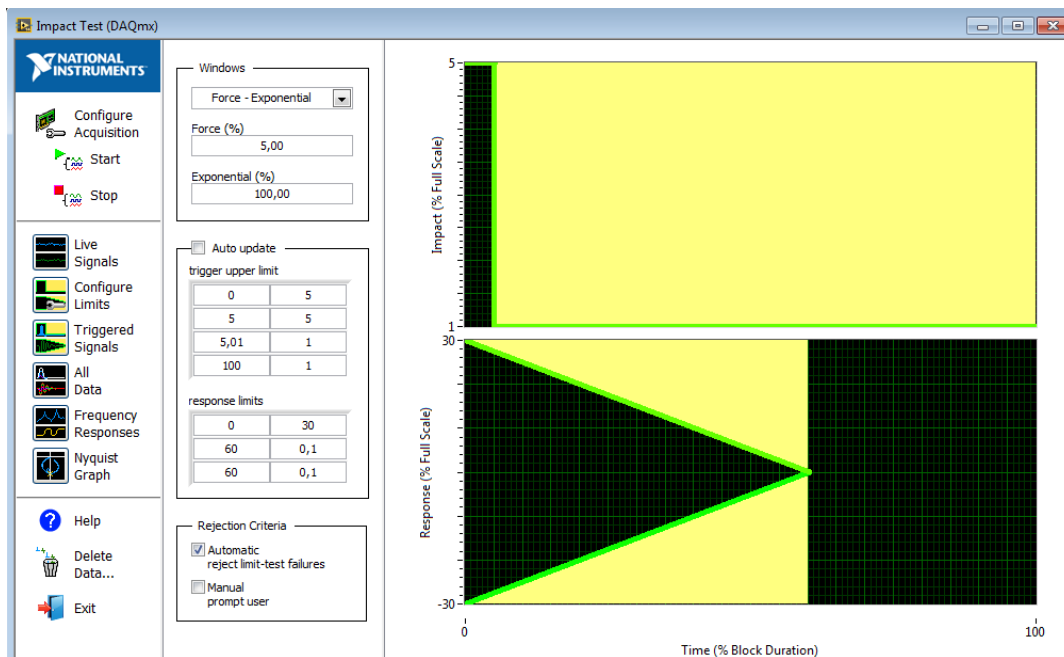 Impact Test (DAQmx)
NATIONAL
INSTRUMENTS
Configure
Acquisition
Start
Stop
Live
Signals
Configure
Limits
Triggered
Signals
All
Data
Frequency
Responses
Nyquist
Graph
Help
Delete
Data...
Exit
Windows
Force - Exponential
Force (%)
5,00
Exponential (%)
100,00
Auto update
trigger upper limit
0 5
5 5
5,01 1
100 1
response limits
0 30
60 0,1
60 0,1
Rejection Criteria
Automatic
reject limit-test failures
Manual
prompt user
5
Impact (% Full Scale)
1
30
Response (% Full Scale)
-30
0 100
Time (% Block Duration)